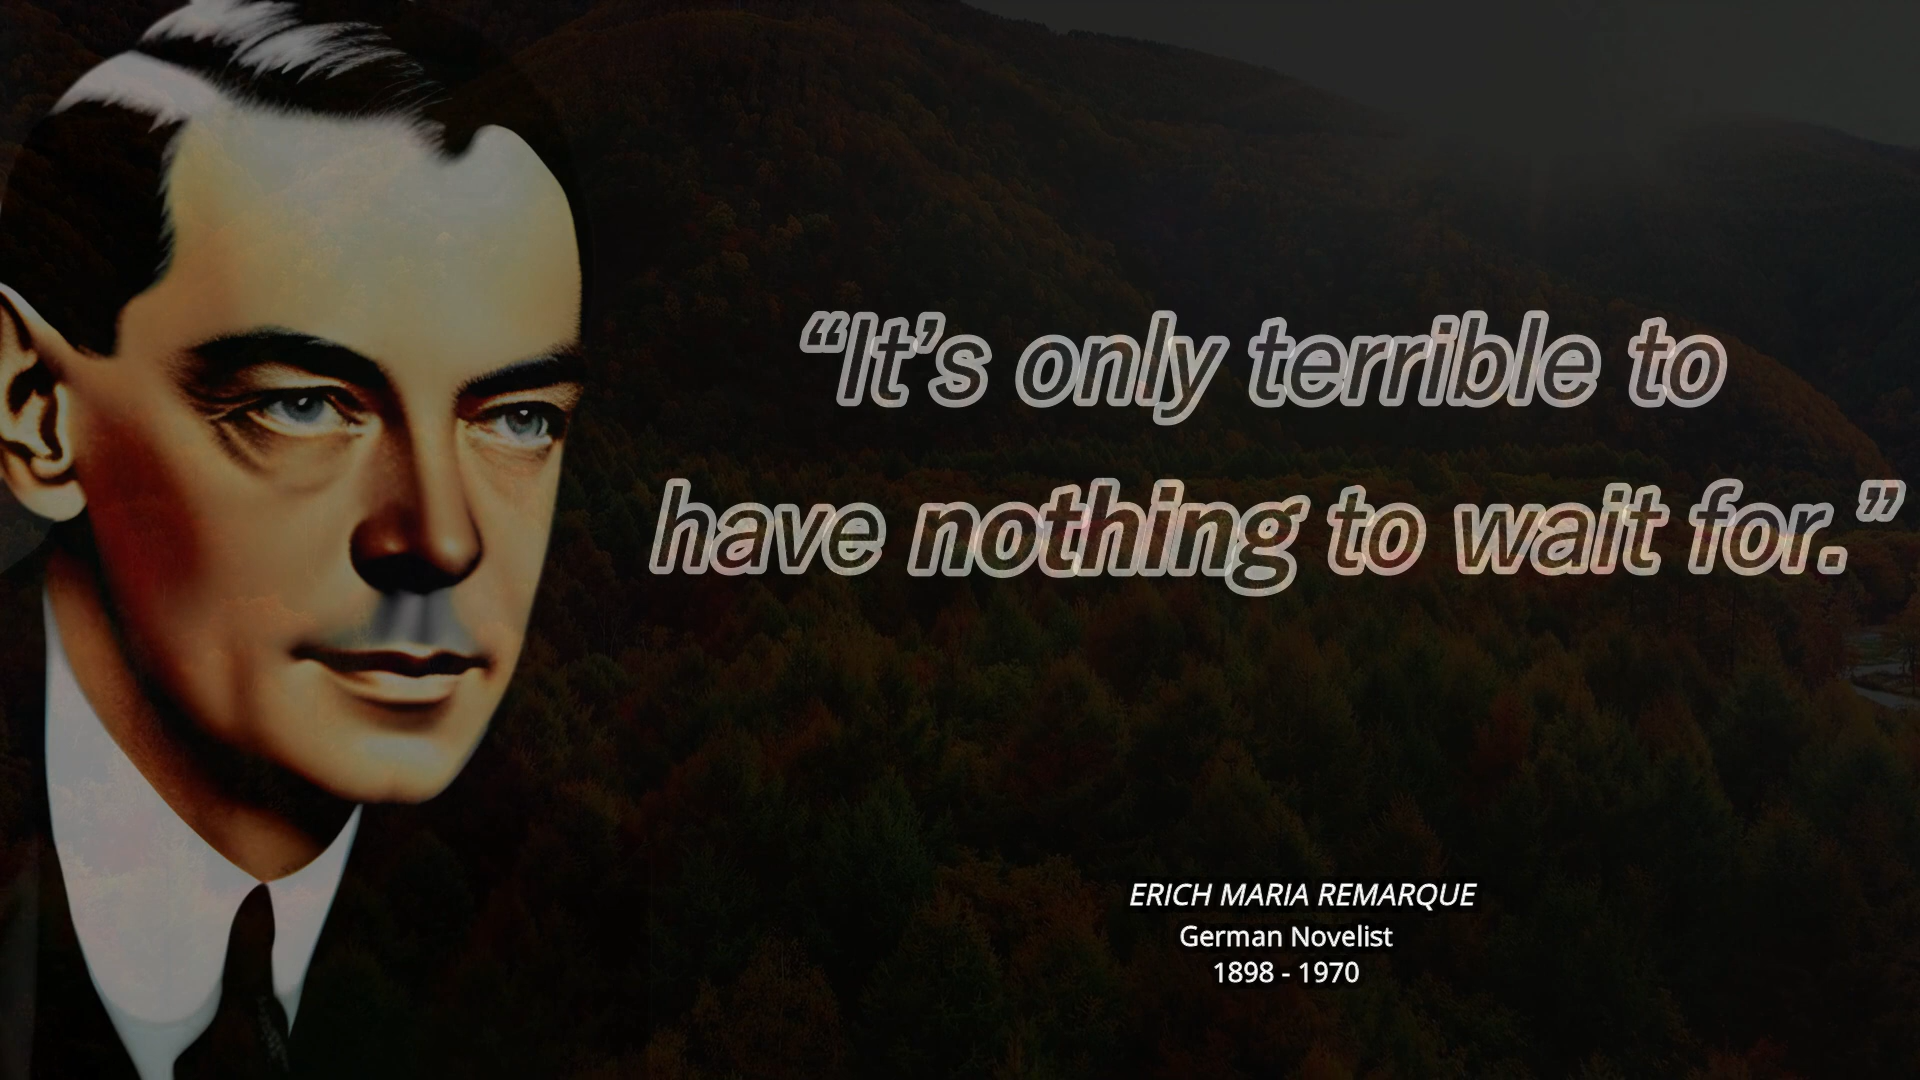 “It’s only terrible to
have nothing to wait for.”
ERICH MARIA REMARQUE
German Novelist
1898 - 1970